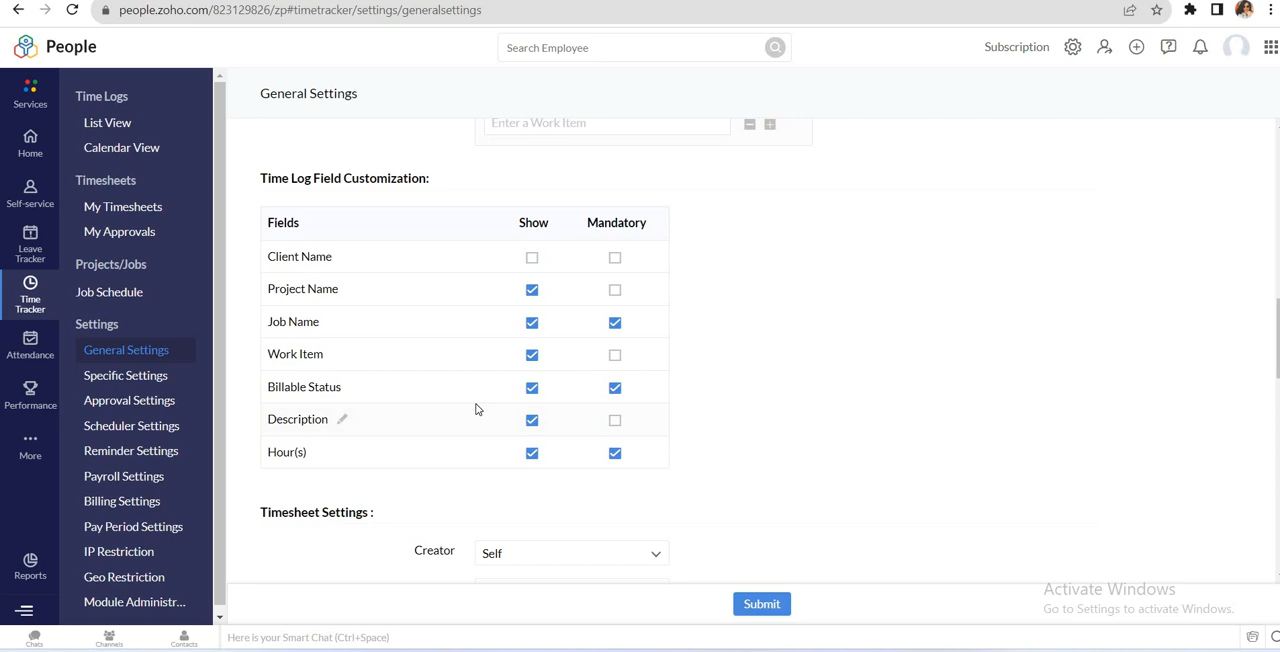 people.zoho.com/823129826/zp#timetracker/settings/generalsettings
People
Search Employee
Subscription
Services
Home
Self-service
Leave
Tracker
Time
Tracker
Attendance
Performance
More
Reports
Time Logs
List View
Calendar View
Timesheets
My Timesheets
My Approvals
Projects/Jobs
Job Schedule
Settings
General Settings
Specific Settings
Approval Settings
Scheduler Settings
Reminder Settings
Payroll Settings
Billing Settings
Pay Period Settings
IP Restriction
Geo Restriction
Module Administr...
General Settings
Enter a Work Item
Time Log Field Customization:
Fields Show Mandatory
Client Name
Project Name
Job Name
Work Item
Billable Status
Description
Hour(s)
Timesheet Settings :
Creator Self
Submit
Activate Windows
Go to Settings to activate Windows.
Chats
Channels
Contacts
Here is your Smart Chat (Ctrl+Space)